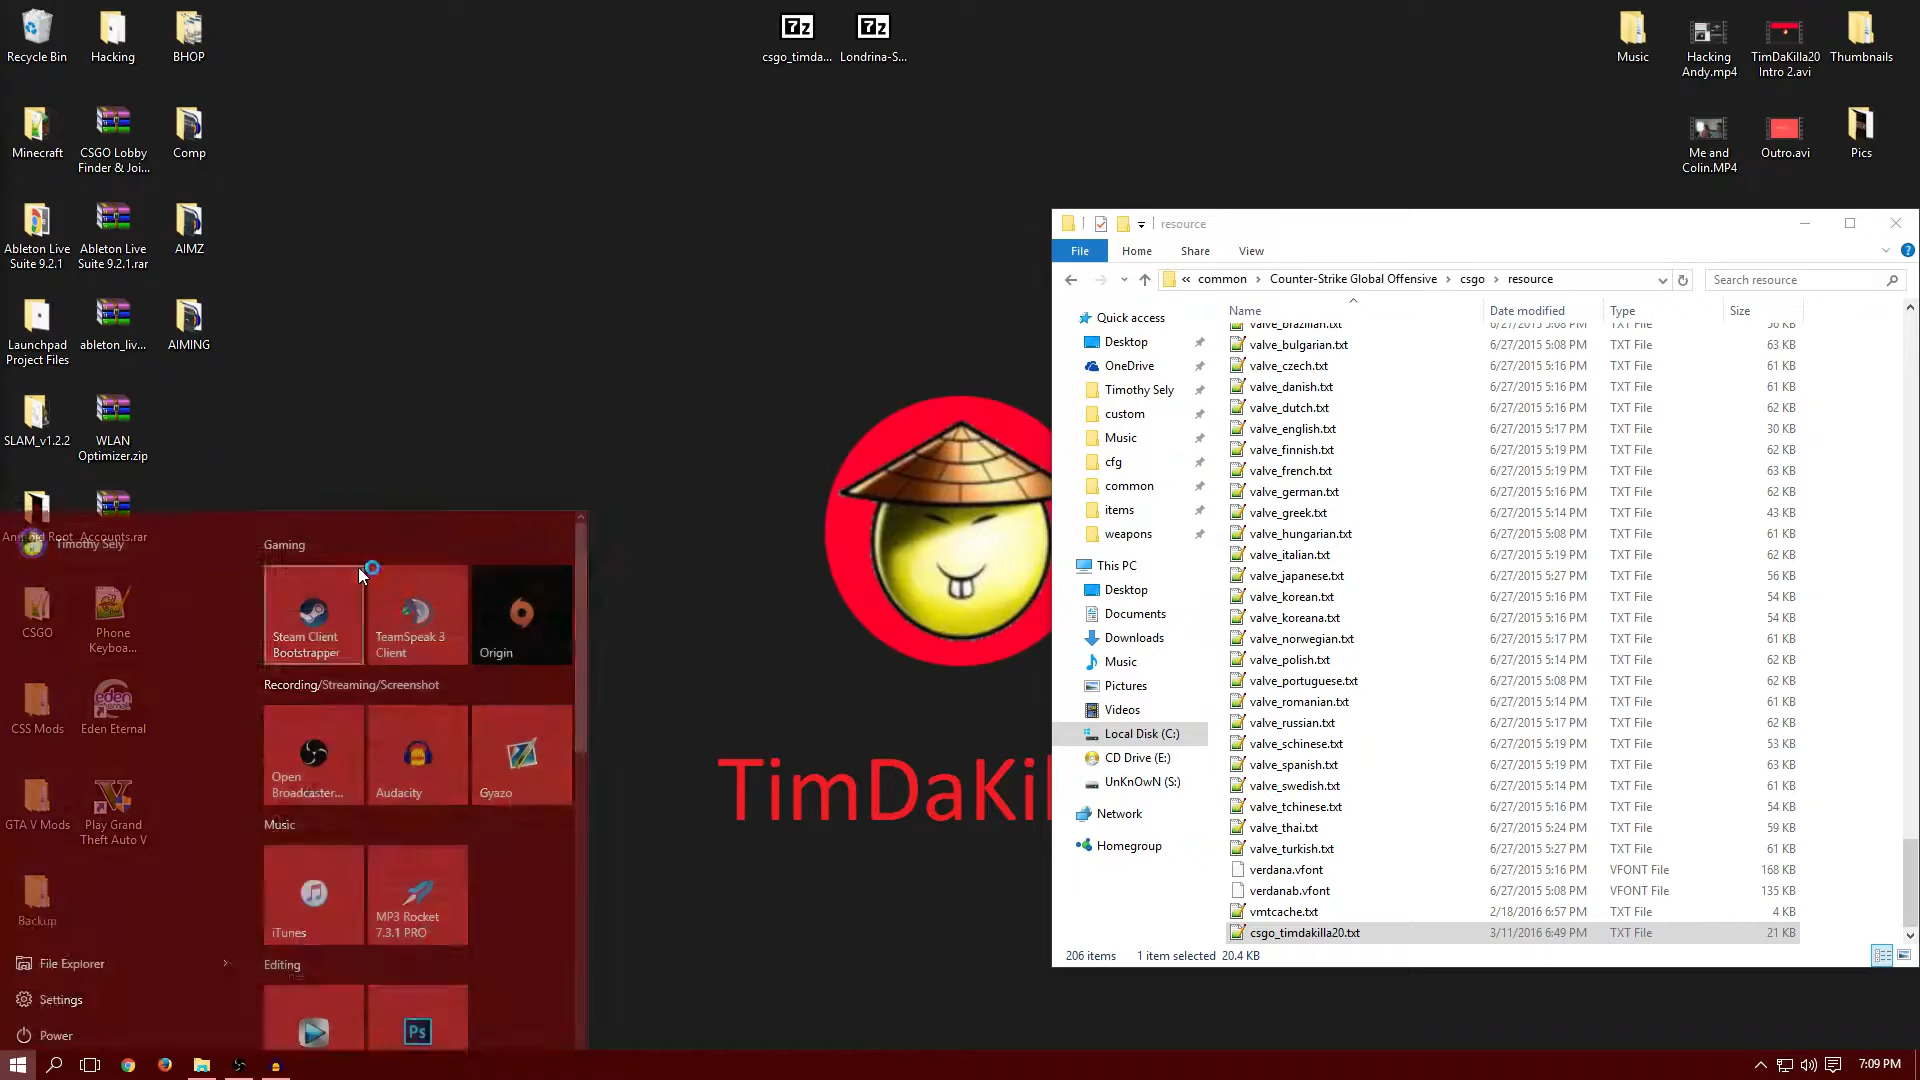 Recycle Bin
Hacking
BHOP
csgo_timda...
Londrina-S...
Music
Hacking
Andy.mp4
TimDaKilla20
Intro 2.avi
Thumbnails
Minecraft
CSGO Lobby
Finder & Joi...
Comp
Me and
Colin.MP4
Outro.avi
Pics
Ableton Live
Suite 9.2.1
Ableton Live
Suite 9.2.1.rar
AIMZ
Launchpad
Project Files
ableton_liv...
AIMING
SLAM_v1.2.2
WLAN
Optimizer.zip
Android Root
Accounts.rar
Timothy Sely
CSGO
Phone
Keyboa...
CSS Mods
Eden Eternal
GTA V Mods
Play Grand
Theft Auto V
Backup
File Explorer
Settings
Power
Gaming
Steam Client
Bootstrapper
TeamSpeak 3
Client
Origin
Recording/Streaming/Screenshot
Open
Broadcaster...
Audacity
Gyazo
Music
iTunes
MP3 Rocket
7.3.1 PRO
Editing
Ps
TimDaKil
resource
File
Home
Share
View
« common > Counter-Strike Global Offensive > csgo > resource
Search resource
Quick access
Desktop
OneDrive
Timothy Sely
custom
Music
cfg
common
items
weapons
This PC
Desktop
Documents
Downloads
Music
Pictures
Videos
Local Disk (C:)
CD Drive (E:)
UnKnOwN (S:)
Network
Homegroup
Name Date modified Type Size
valve_brazilian.txt 6/27/2015 5:08 PM TXT File 56 KB
valve_bulgarian.txt 6/27/2015 5:08 PM TXT File 63 KB
valve_czech.txt 6/27/2015 5:16 PM TXT File 61 KB
valve_danish.txt 6/27/2015 5:16 PM TXT File 61 KB
valve_dutch.txt 6/27/2015 5:16 PM TXT File 62 KB
valve_english.txt 6/27/2015 5:17 PM TXT File 30 KB
valve_finnish.txt 6/27/2015 5:19 PM TXT File 62 KB
valve_french.txt 6/27/2015 5:19 PM TXT File 63 KB
valve_german.txt 6/27/2015 5:16 PM TXT File 62 KB
valve_greek.txt 6/27/2015 5:14 PM TXT File 43 KB
valve_hungarian.txt 6/27/2015 5:08 PM TXT File 61 KB
valve_italian.txt 6/27/2015 5:19 PM TXT File 62 KB
valve_japanese.txt 6/27/2015 5:27 PM TXT File 56 KB
valve_korean.txt 6/27/2015 5:16 PM TXT File 54 KB
valve_koreana.txt 6/27/2015 5:16 PM TXT File 54 KB
valve_norwegian.txt 6/27/2015 5:17 PM TXT File 61 KB
valve_polish.txt 6/27/2015 5:14 PM TXT File 62 KB
valve_portuguese.txt 6/27/2015 5:08 PM TXT File 62 KB
valve_romanian.txt 6/27/2015 5:14 PM TXT File 61 KB
valve_russian.txt 6/27/2015 5:17 PM TXT File 62 KB
valve_schinese.txt 6/27/2015 5:19 PM TXT File 53 KB
valve_spanish.txt 6/27/2015 5:19 PM TXT File 63 KB
valve_swedish.txt 6/27/2015 5:14 PM TXT File 62 KB
valve_tchinese.txt 6/27/2015 5:16 PM TXT File 54 KB
valve_thai.txt 6/27/2015 5:24 PM TXT File 59 KB
valve_turkish.txt 6/27/2015 5:19 PM TXT File 62 KB
verdana.vfont 6/27/2015 5:16 PM VFONT File 168 KB
verdanab.vfont 6/27/2015 5:08 PM VFONT File 135 KB
vmtcache.txt 2/18/2016 6:57 PM TXT File 4 KB
csgo_timdakilla20.txt 3/11/2016 6:49 PM TXT File 21 KB
206 items 1 item selected 20.4 KB
7:09 PM